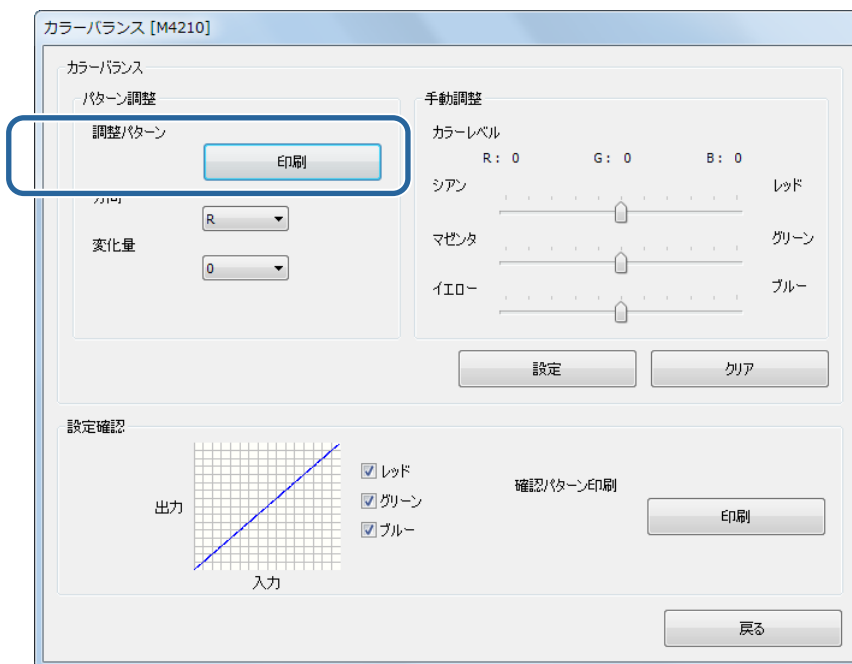 カラーバランス [M4210]
カラーバランス
パターン調整
調整パターン
印刷
方向
R
変化量
0
手動調整
カラーレベル
R: 0 G: 0 B: 0
シアン レッド
マゼンタ グリーン
イエロー ブルー
設定 クリア
設定確認
出力
入力
レッド
グリーン
ブルー
確認パターン印刷
印刷
戻る